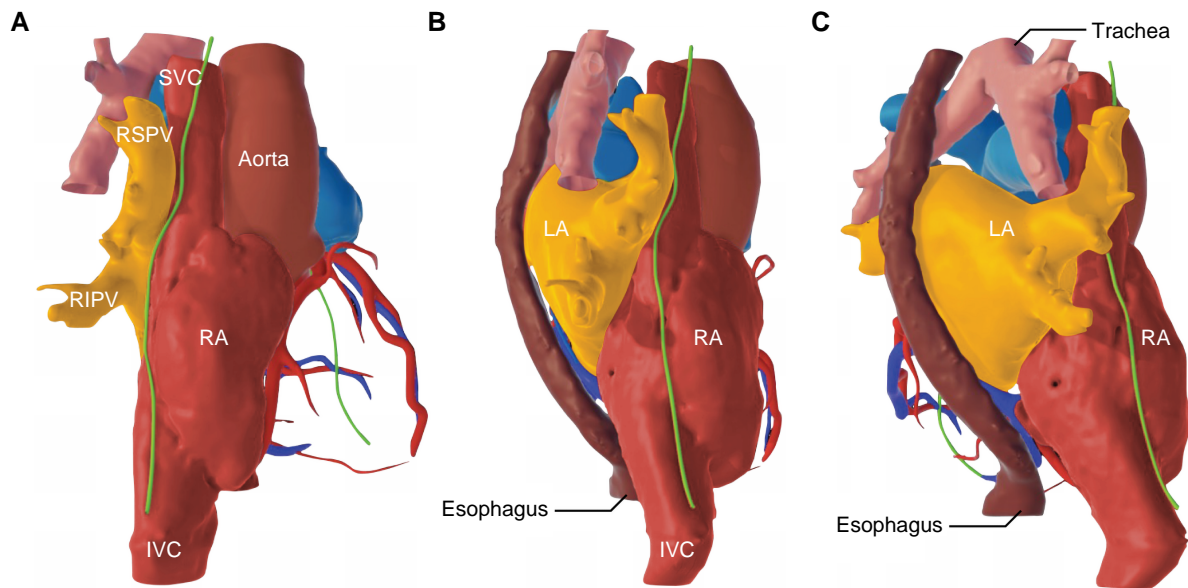 A
SVC
RSPV
Aorta
RIPV
RA
IVC
B
LA
RA
Esophagus
IVC
C
Trachea
LA
RA
Esophagus